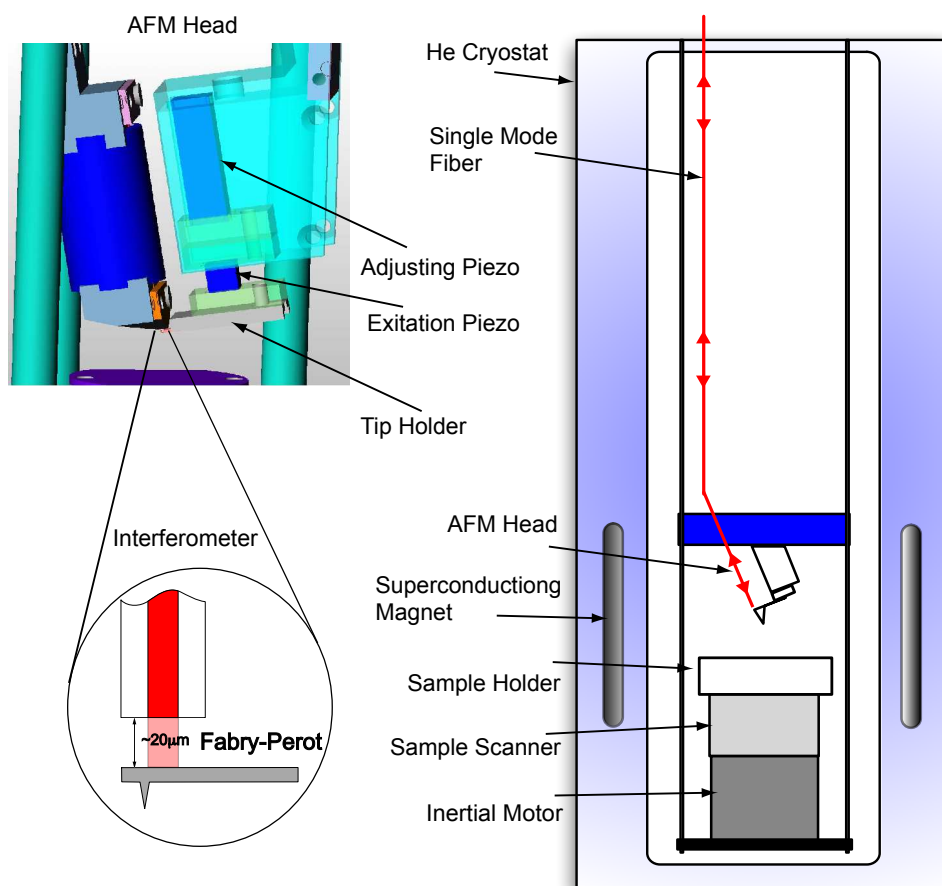 AFM Head
Adjusting Piezo
Exitation Piezo
Tip Holder
Interferometer
~20µm Fabry-Perot
He Cryostat
Single Mode
Fiber
AFM Head
Superconductiong
Magnet
Sample Holder
Sample Scanner
Inertial Motor